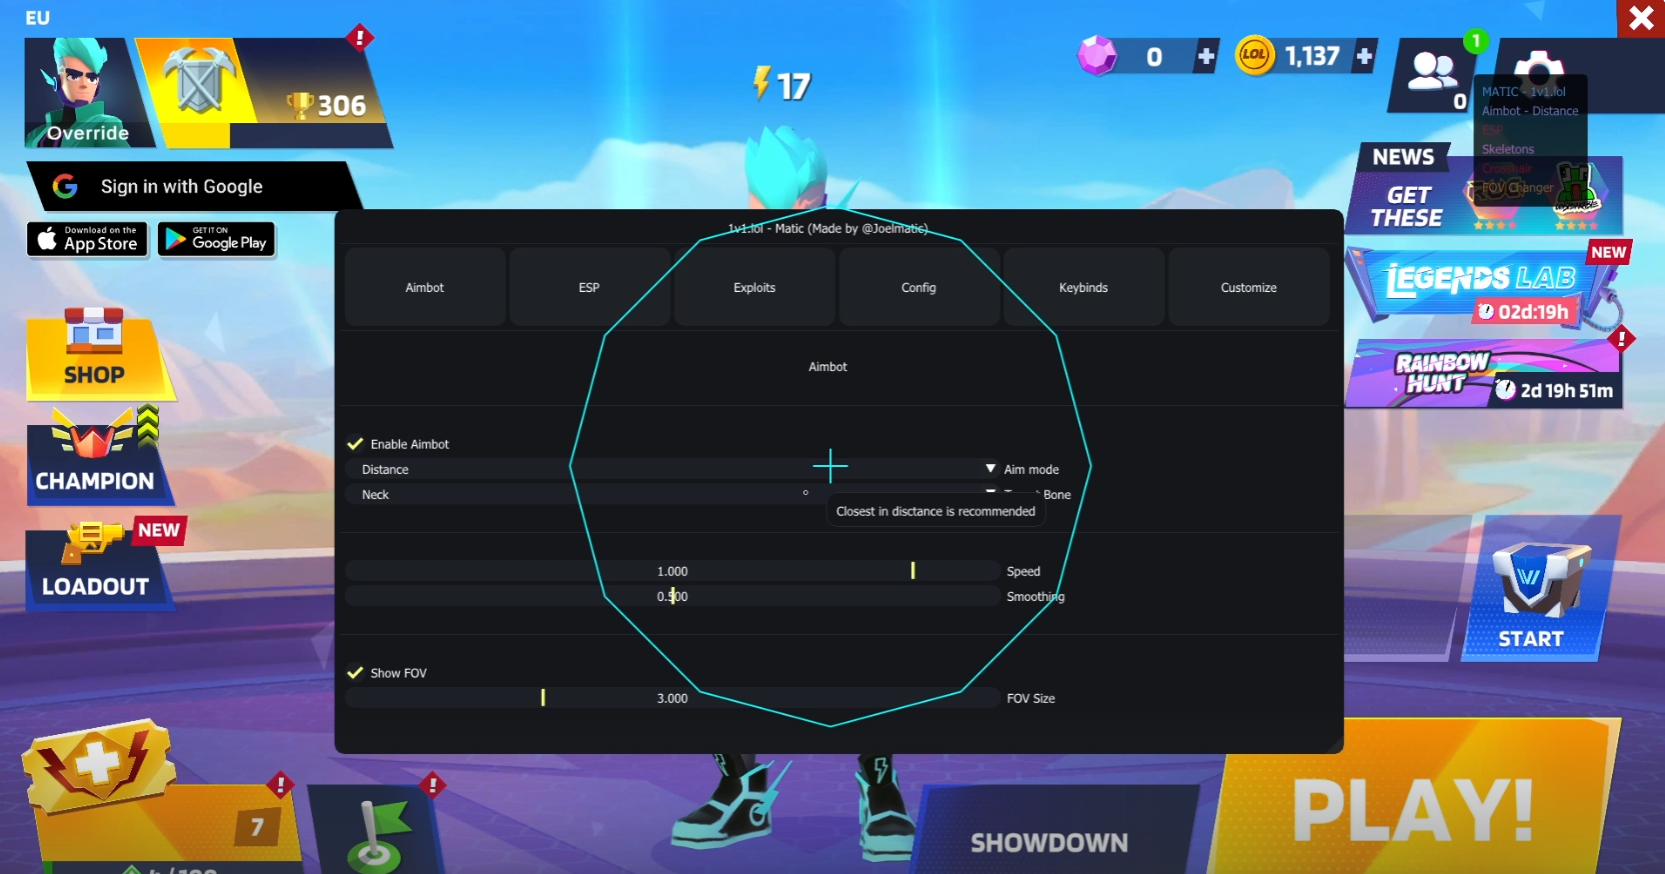 EU
Override
306
17
0
1,137
1
0
Sign in with Google
Download on the
App Store
GET IT ON
Google Play
SHOP
CHAMPION
NEW
LOADOUT
7
MATIC - 1v1.lol
Aimbot - Distance
ESP
Skeletons
Crosshair
FOV Changer
NEWS
GET
THESE
NEW
LEGENDS LAB
02d:19h
RAINBOW
HUNT
2d 19h 51m
1v1.lol - Matic (Made by @Joelmatic)
Aimbot
ESP
Exploits
Config
Keybinds
Customize
Aimbot
Enable Aimbot
Distance
Aim mode
Neck
Bone
Closest in disctance is recommended
1.000
Speed
0.500
Smoothing
Show FOV
3.000
FOV Size
START
SHOWDOWN
PLAY!